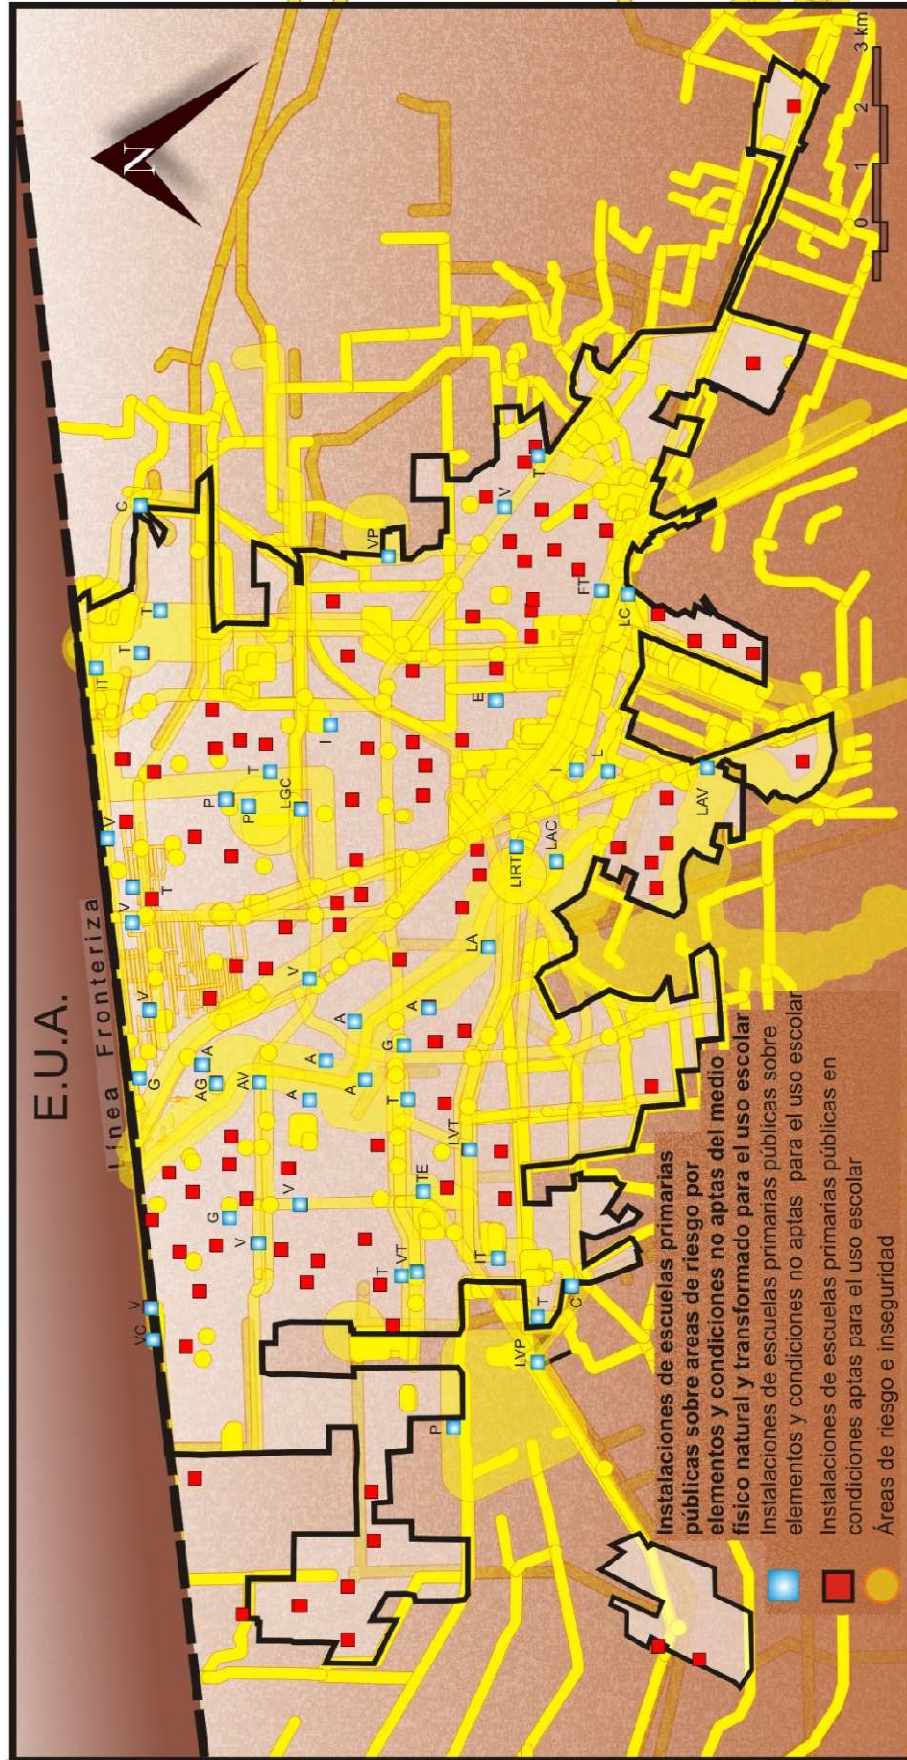 E.U.A.
Línea Fronteriza
N
VC
V
G
V
V
V
IT
T
T
C
T
AG
A
AV
G
V
V
A
V
A
A
A
P
P
T
LGC
I
VP
T
VT
TE
T
G
A
P
LVT
IT
LA
LIRT
LAC
E
V
T
I
L
FT
LC
LAV
LVP
T
C
0 1 2 3 km
Instalaciones de escuelas primarias
públicas sobre áreas de riesgo por
elementos y condiciones no aptas del medio
físico natural y transformado para el uso escolar
Instalaciones de escuelas primarias públicas sobre
elementos y condiciones no aptas para el uso escolar
Instalaciones de escuelas primarias públicas en
condiciones aptas para el uso escolar
Áreas de riesgo e inseguridad